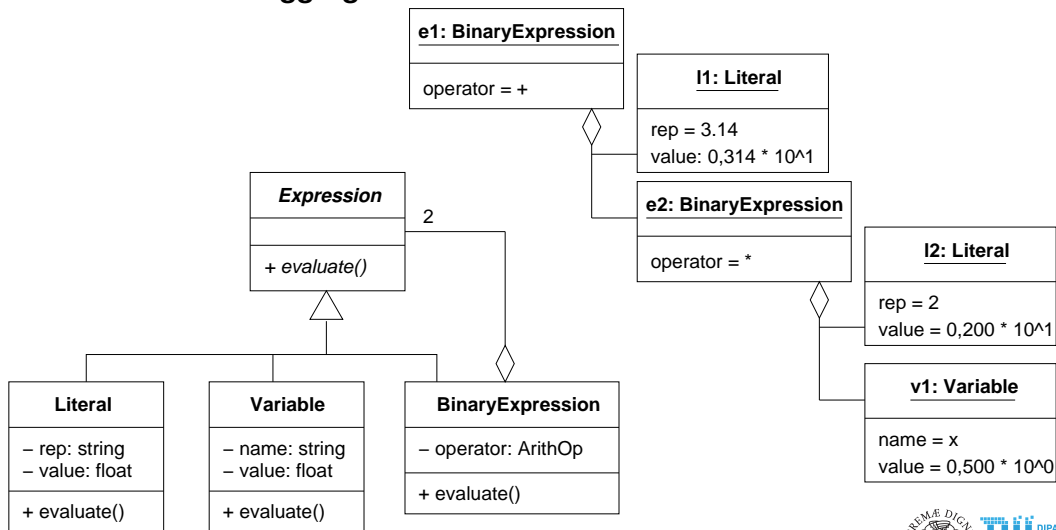 e1: BinaryExpression
operator = +
l1: Literal
rep = 3.14
value: 0,314 * 10^1
e2: BinaryExpression
operator = *
l2: Literal
rep = 2
value = 0,200 * 10^1
v1: Variable
name = x
value = 0,500 * 10^0
Expression
2
+ evaluate()
Literal
– rep: string
– value: float
+ evaluate()
Variable
– name: string
– value: float
+ evaluate()
BinaryExpression
– operator: ArithOp
+ evaluate()